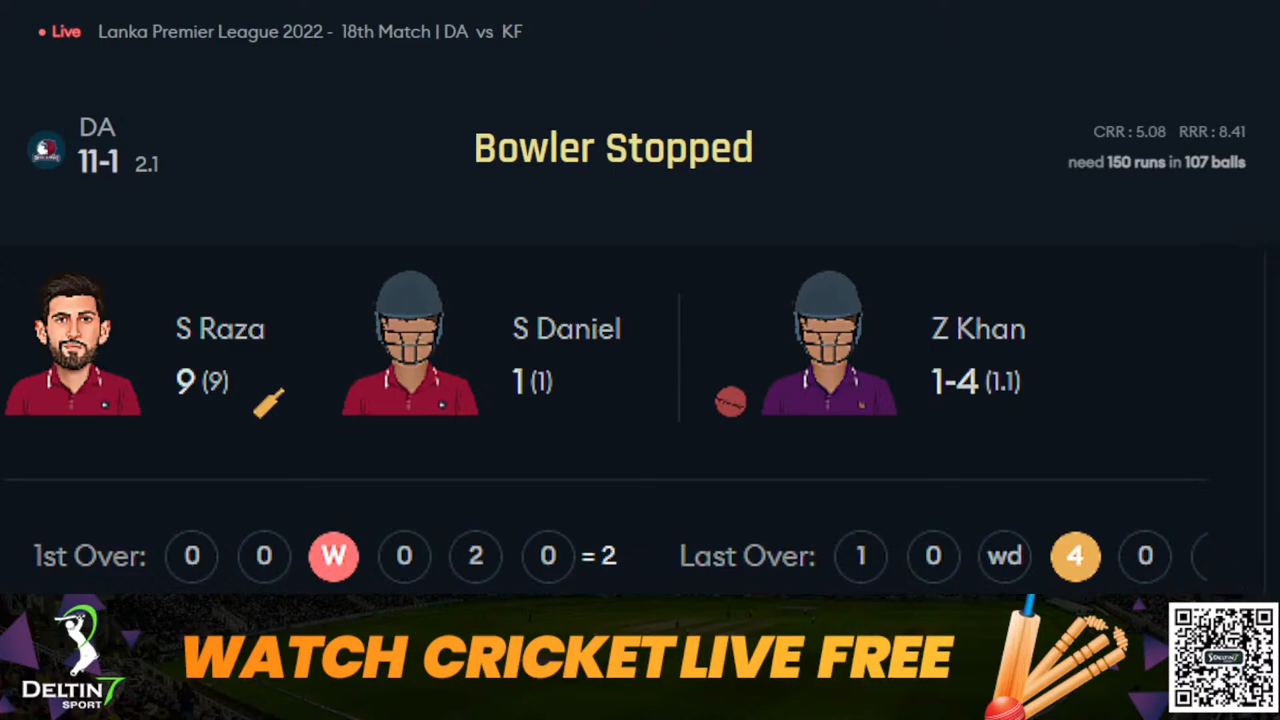 Live Lanka Premier League 2022 - 18th Match | DA vs KF
DA
11-1 2.1
Bowler Stopped
CRR : 5.08 RRR : 8.41
need 150 runs in 107 balls
S Raza
9 (9)
S Daniel
1 (1)
Z Khan
1-4 (1.1)
1st Over: 0 0 W 0 2 0 = 2
Last Over: 1 0 wd 4 0
DELTIN7
SPORT
WATCH CRICKET LIVE FREE